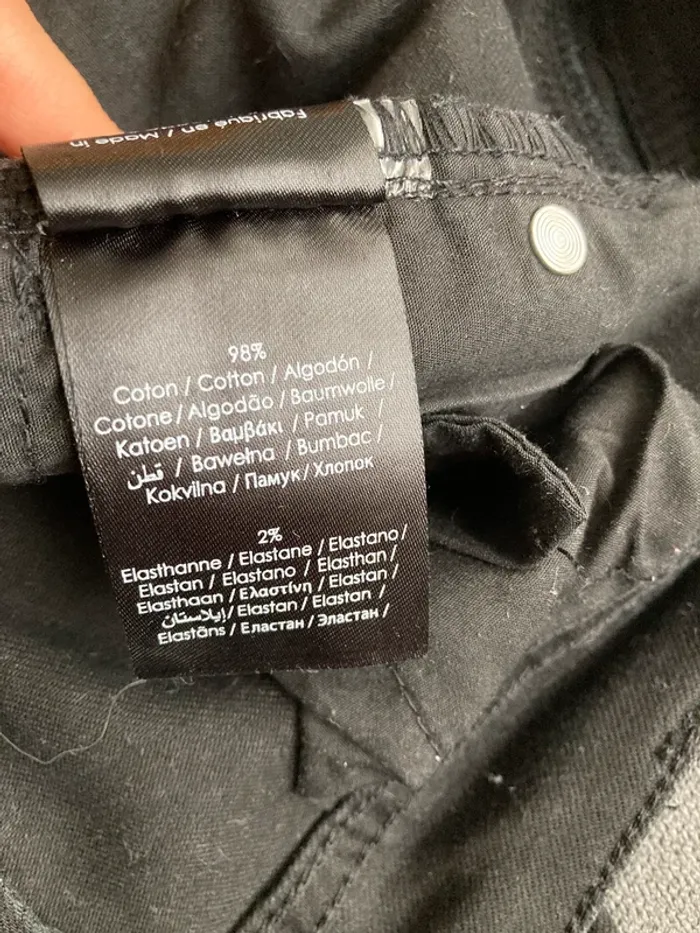 Fabriqué en / Made in
98%
Coton / Cotton / Algodón /
Cotone / Algodão / Baumwolle /
Katoen / Βαμβάκι / Pamuk /
قطن / Bawełna / Bumbac /
Kokvilna / Памук / Хлопок
2%
Elasthanne / Elastane / Elastano /
Elastan / Elastano / Elasthan /
Elasthaan / Ελαστίνη / Elastan /
إيلاستان / Elastan / Elastan /
Elastāns / Еластан / Эластан /